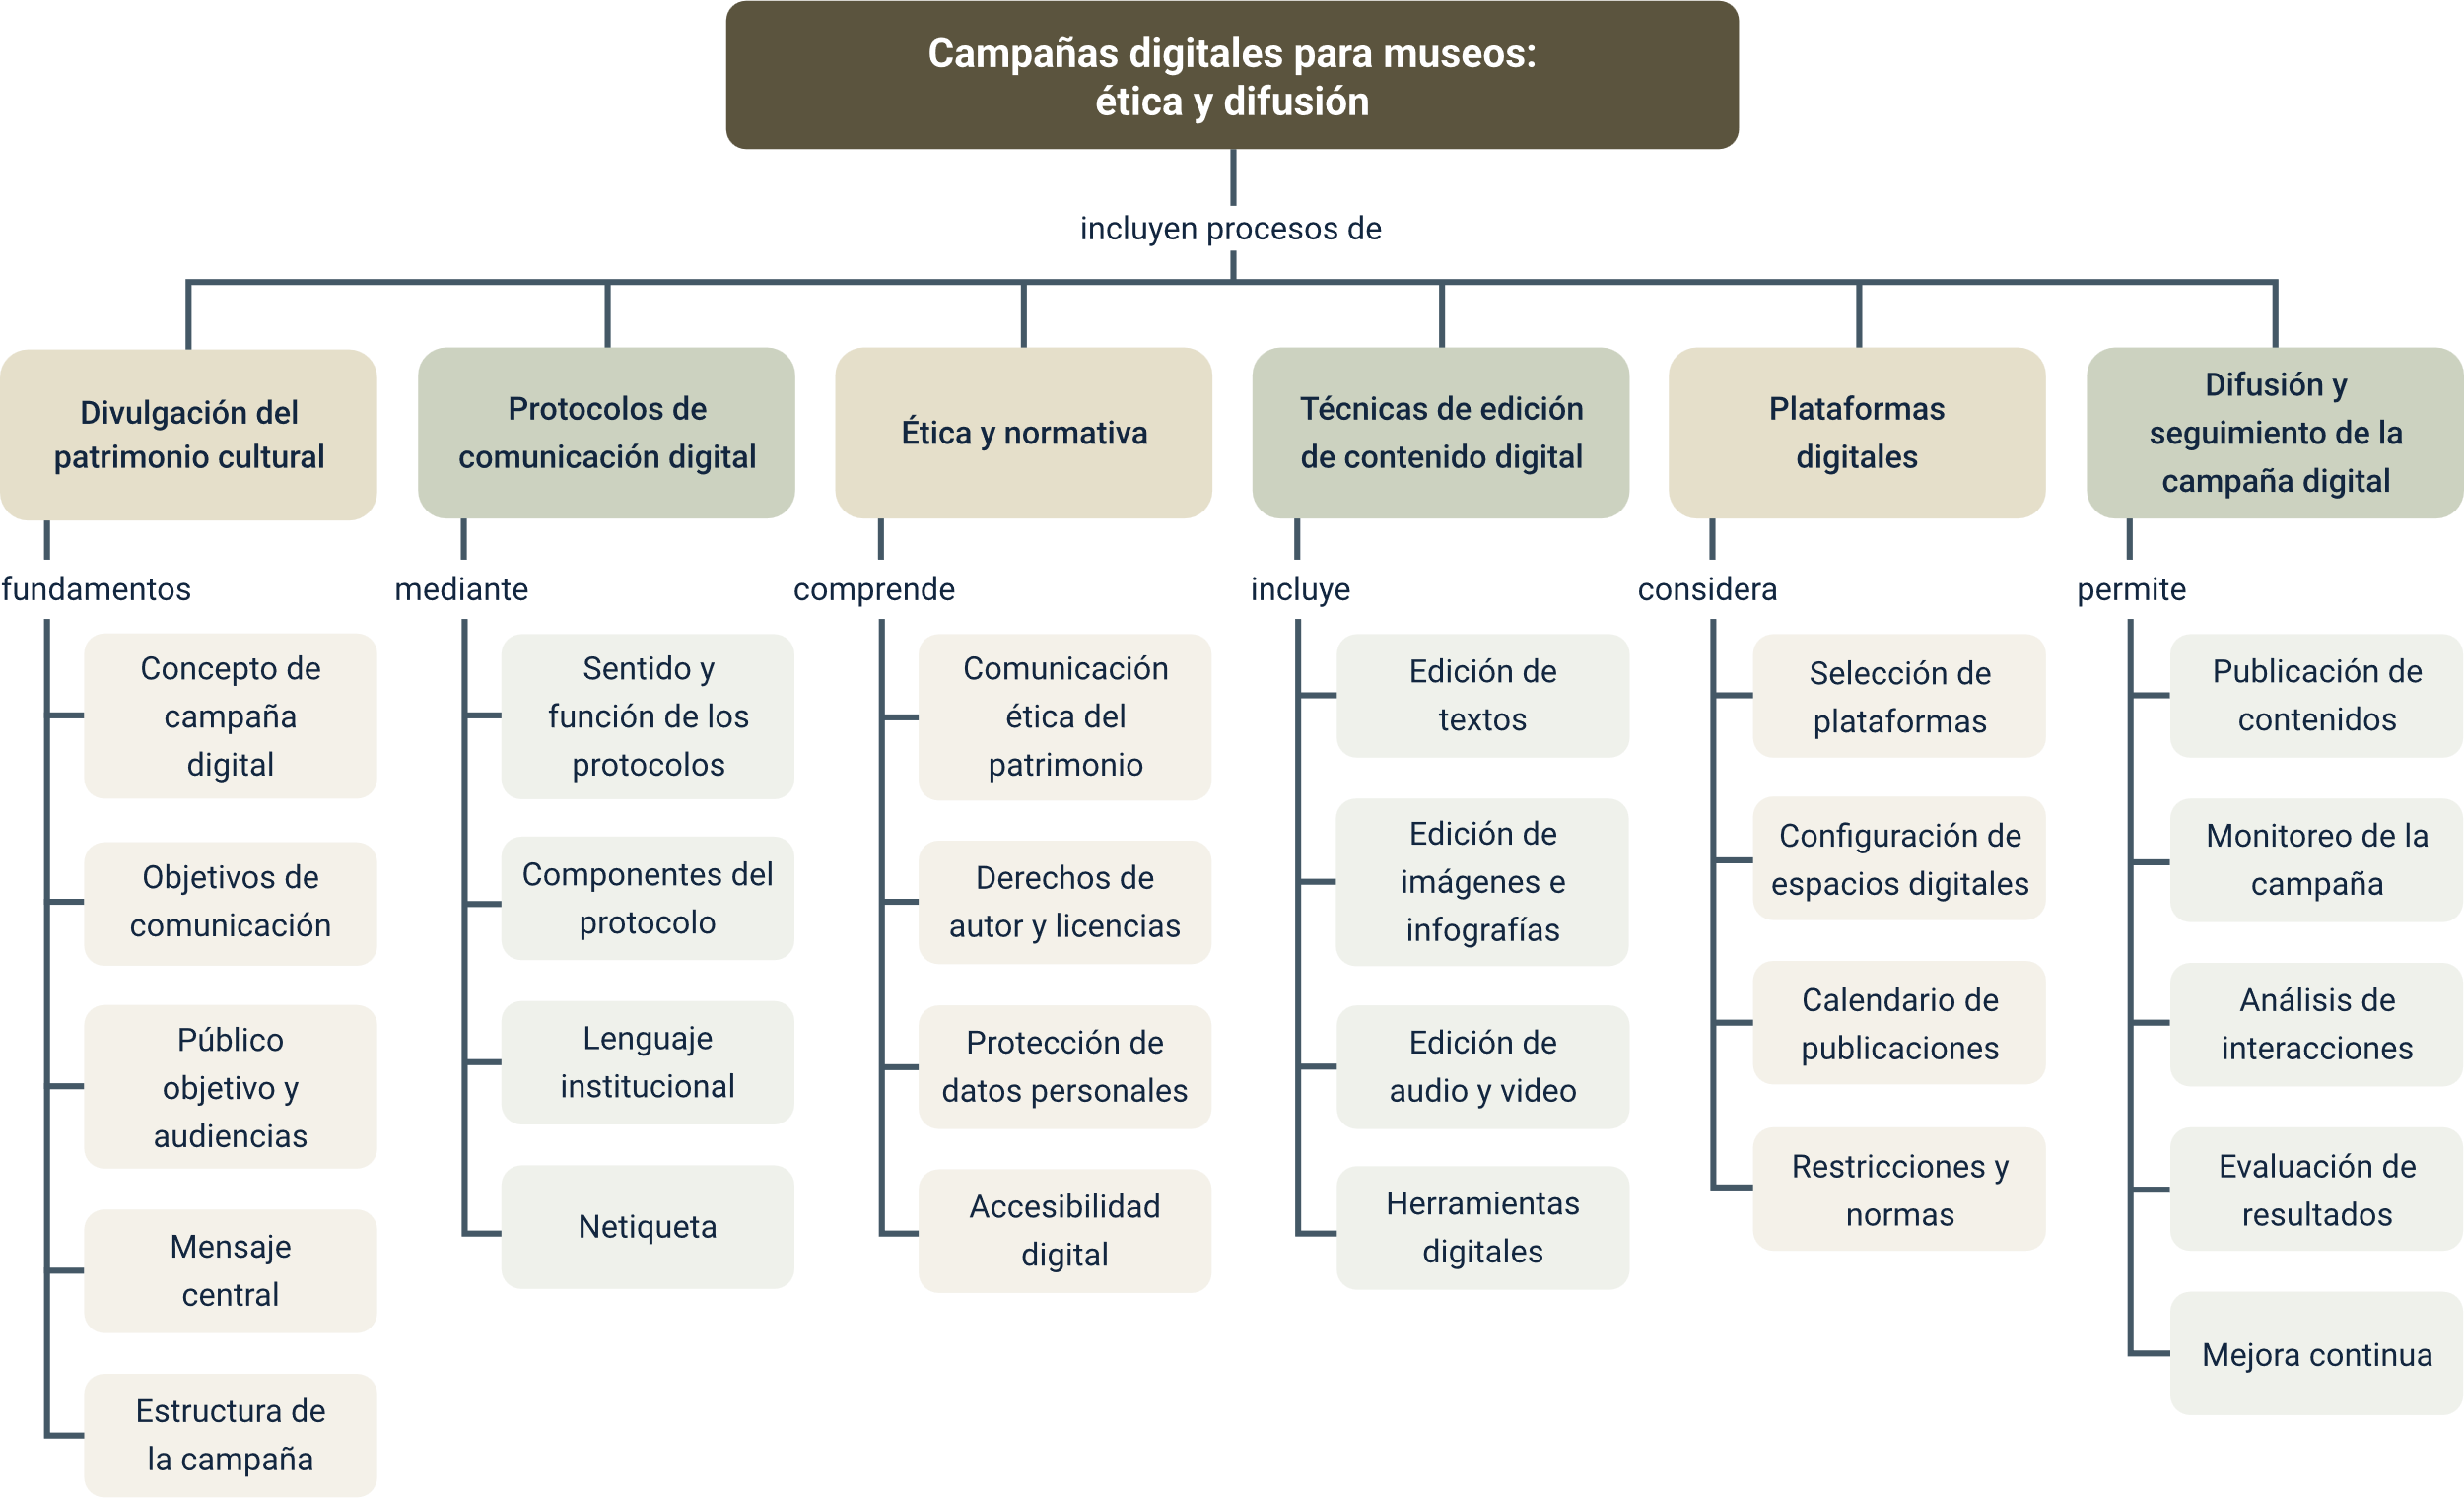 Campañas digitales para museos:
ética y difusión
incluyen procesos de
Divulgación del
patrimonio cultural
fundamentos
Concepto de
campaña
digital
Objetivos de
comunicación
Público
objetivo y
audiencias
Mensaje
central
Estructura de
la campaña
Protocolos de
comunicación digital
mediante
Sentido y
función de los
protocolos
Componentes del
protocolo
Lenguaje
institucional
Netiqueta
Ética y normativa
comprende
Comunicación
ética del
patrimonio
Derechos de
autor y licencias
Protección de
datos personales
Accesibilidad
digital
Técnicas de edición
de contenido digital
incluye
Edición de
textos
Edición de
imágenes e
infografías
Edición de
audio y video
Herramientas
digitales
Plataformas
digitales
considera
Selección de
plataformas
Configuración de
espacios digitales
Calendario de
publicaciones
Restricciones y
normas
Difusión y
seguimiento de la
campaña digital
permite
Publicación de
contenidos
Monitoreo de la
campaña
Análisis de
interacciones
Evaluación de
resultados
Mejora continua